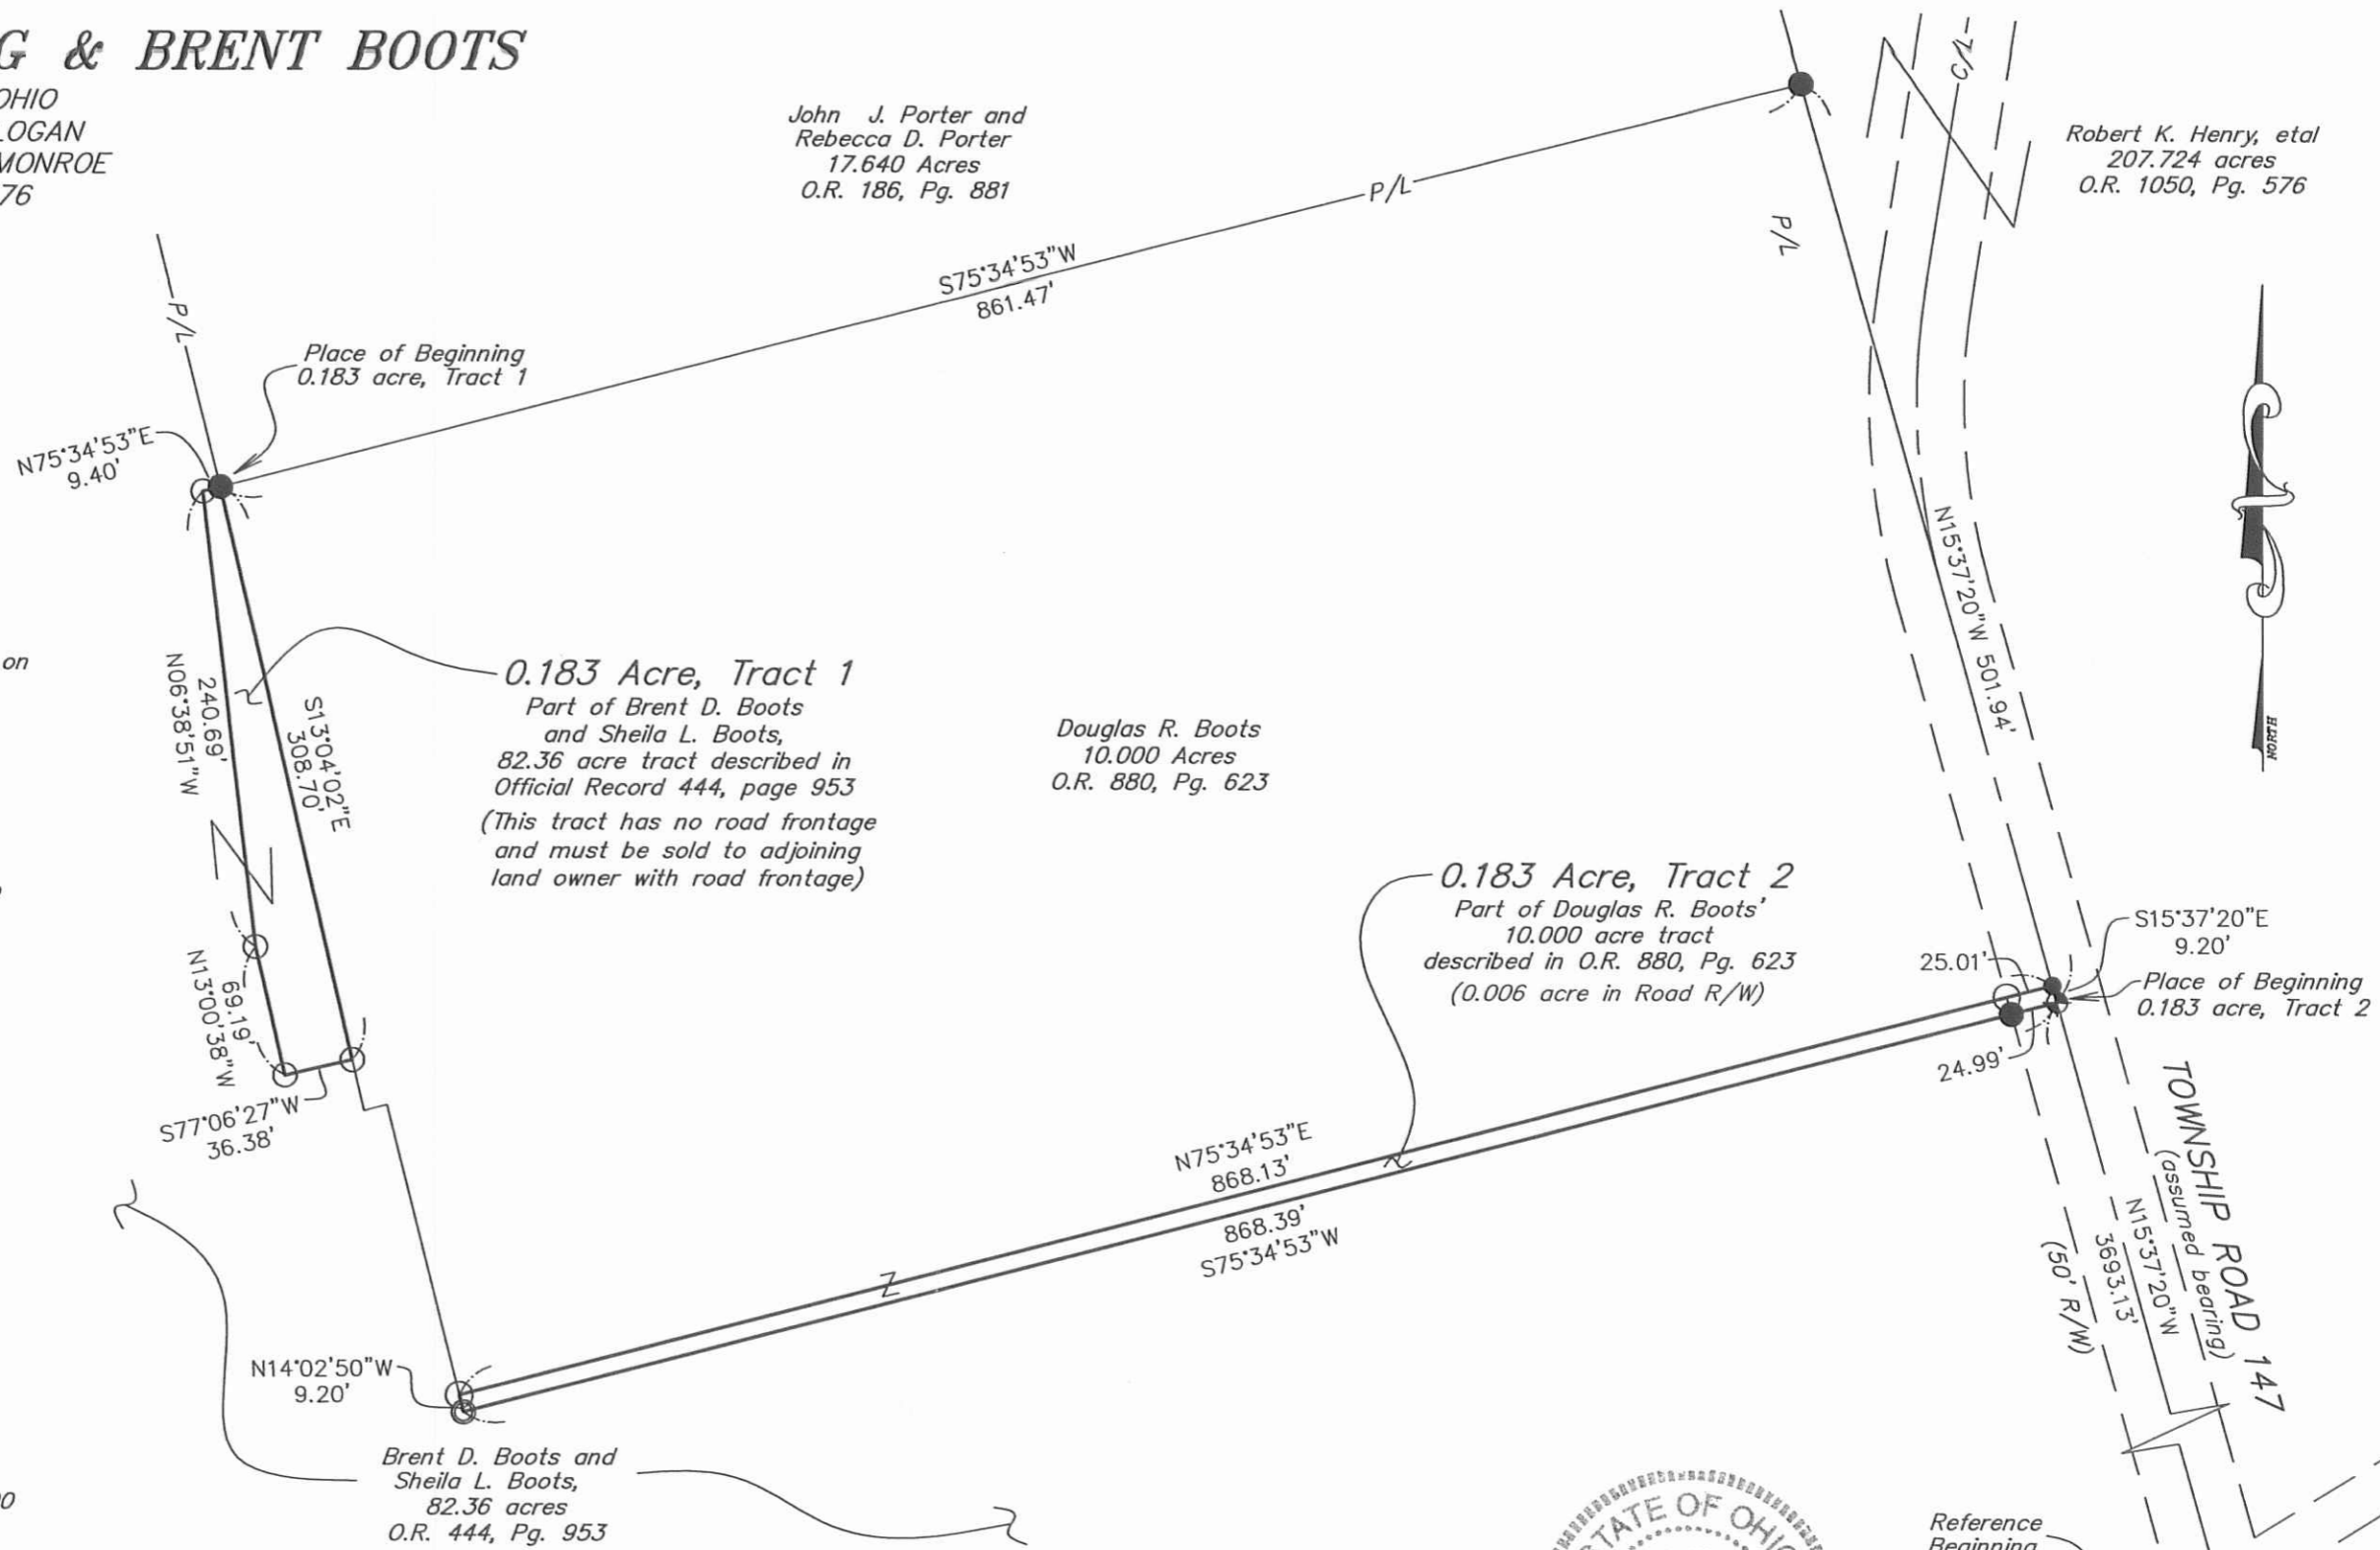 G & BRENT BOOTS
OHIO
LOGAN
MONROE
76
John J. Porter and
Rebecca D. Porter
17.640 Acres
O.R. 186, Pg. 881
Robert K. Henry, etal
207.724 acres
O.R. 1050, Pg. 576
P/L
P/L
P/L
C/L
S75°34'53"W
861.47'
Place of Beginning
0.183 acre, Tract 1
N75°34'53"E
9.40'
on
N06°38'51"W
240.69'
S13°04'02"E
308.70'
0.183 Acre, Tract 1
Part of Brent D. Boots
and Sheila L. Boots,
82.36 acre tract described in
Official Record 444, page 953
(This tract has no road frontage
and must be sold to adjoining
land owner with road frontage)
Douglas R. Boots
10.000 Acres
O.R. 880, Pg. 623
N15°37'20"W 501.94'
NORTH
0.183 Acre, Tract 2
Part of Douglas R. Boots'
10.000 acre tract
described in O.R. 880, Pg. 623
(0.006 acre in Road R/W)
S15°37'20"E
9.20'
25.01'
Place of Beginning
0.183 acre, Tract 2
24.99'
N13°00'38"W
69.19'
S77°06'27"W
36.38'
N75°34'53"E
868.13'
868.39'
S75°34'53"W
TOWNSHIP ROAD 147
(assumed bearing)
N15°37'20"W
3693.13'
(50' R/W)
N14°02'50"W
9.20'
Brent D. Boots and
Sheila L. Boots,
82.36 acres
O.R. 444, Pg. 953
STATE OF OHIO
Reference
Beginning